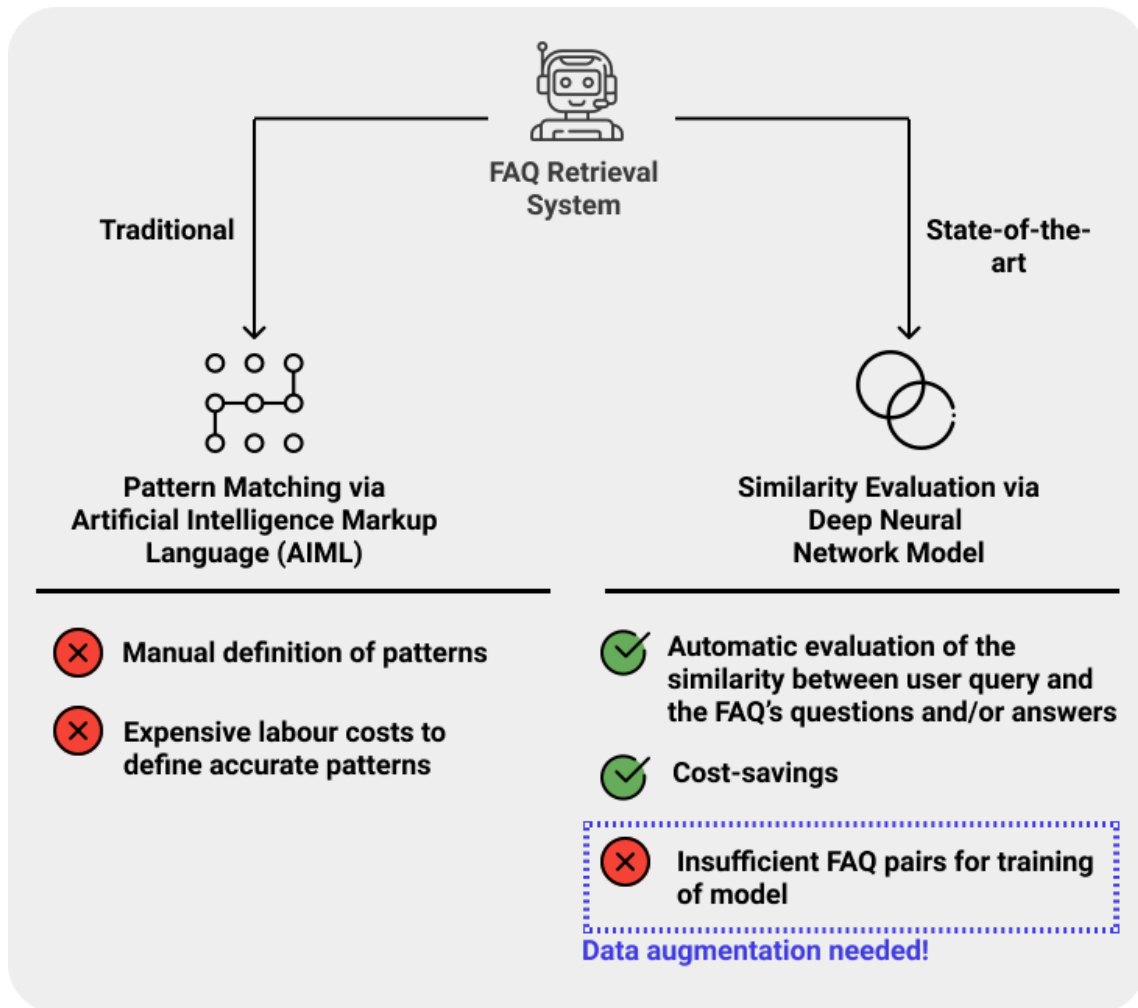 FAQ Retrieval
System
Traditional
State-of-the-
art
Pattern Matching via
Artificial Intelligence Markup
Language (AIML)
Manual definition of patterns
Expensive labour costs to
define accurate patterns
Similarity Evaluation via
Deep Neural
Network Model
Automatic evaluation of the
similarity between user query and
the FAQ's questions and/or answers
Cost-savings
Insufficient FAQ pairs for training
of model
Data augmentation needed!